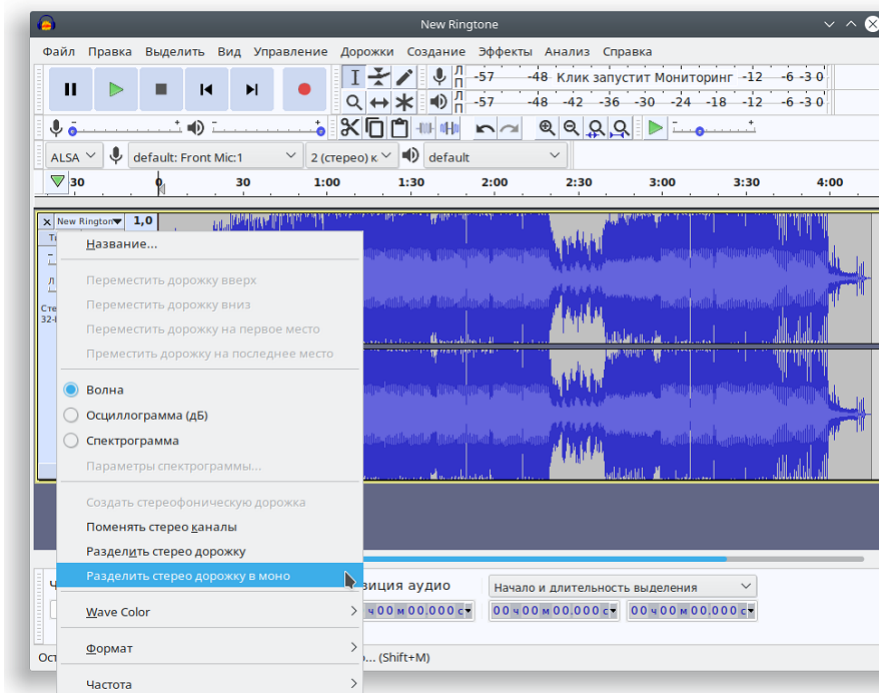 New Ringtone
Файл Правка Выделить Вид Управление Дорожки Создание Эффекты Анализ Справка
Л П -57 -48 Клик запустит Мониторинг -12 -6 -3 0
Л П -57 -48 -42 -36 -30 -24 -18 -12 -6 -3 0
- + - +
- +
ALSA default: Front Mic:1 2 (стерео) к default
30 0 30 1:00 1:30 2:00 2:30 3:00 3:30 4:00
x New Rington 1,0
Название...
Переместить дорожку вверх
Переместить дорожку вниз
Переместить дорожку на первое место
Преместить дорожку на последнее место
Волна
Осциллограмма (дБ)
Спектрограмма
Параметры спектрограммы...
Создать стереофоническую дорожка
Поменять стерео каналы
Разделить стерео дорожку
Разделить стерео дорожку в моно
зиция аудио Начало и длительность выделения
ч 00 м 00,000 с 00 ч 00 м 00,000 с 00 ч 00 м 00,000 с
Wave Color
Формат
... (Shift+M)
Частота